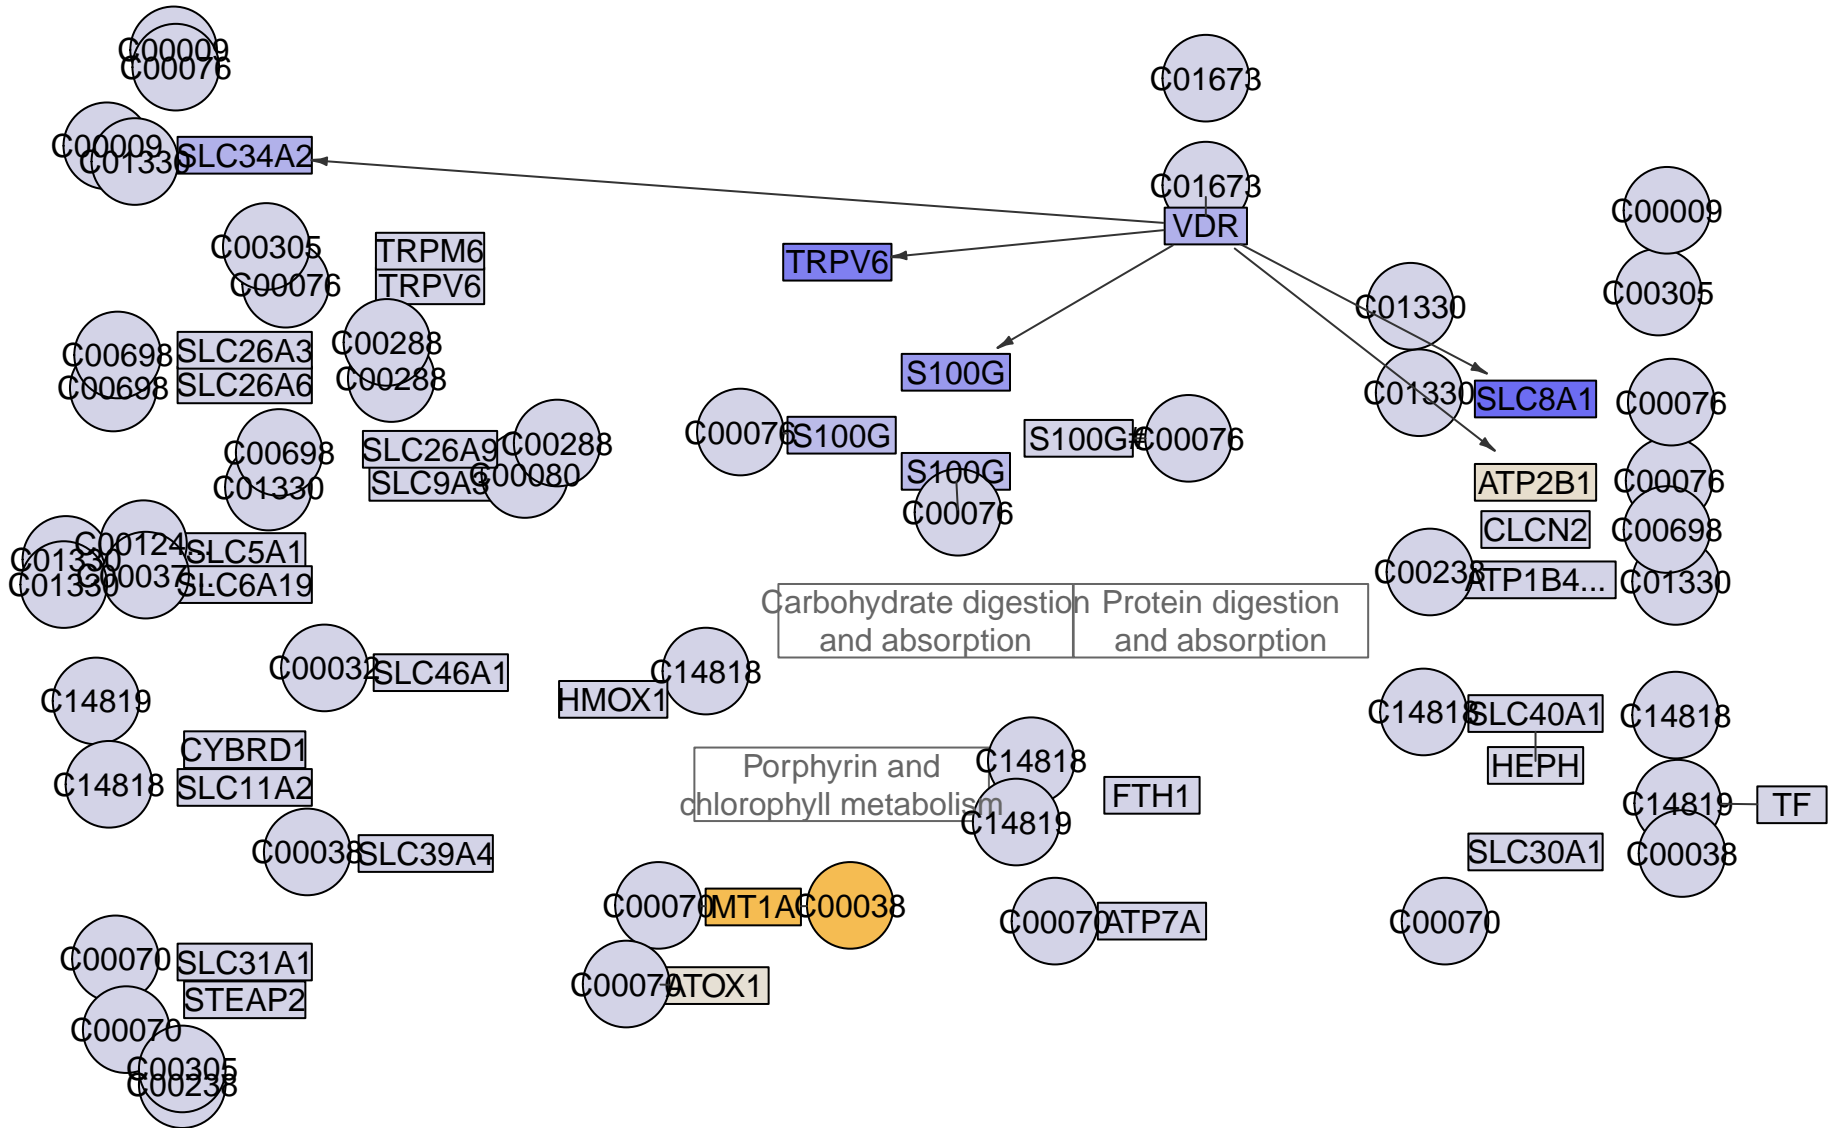 C00009
C00076
C01673
C00009
C01330
SLC34A2
C01673
VDR
C00009
C00305
C00076
TRPM6
TRPV6
TRPV6
C01330
C00305
C00698
C00698
SLC26A3
SLC26A6
C00288
C00288
S100G
C01330
SLC8A1
C00076
C00698
C01330
SLC26A9
SLC9A3
C00288
C00080
C00076
S100G
S100G
C00076
S100G#
C00076
ATP2B1
C00076
CLCN2
C00698
C01330
C01330
C00124...
C00037...
SLC5A1
SLC6A19
C00238
ATP1B4...
C01330
Carbohydrate digestion
and absorption
Protein digestion
and absorption
C00032
SLC46A1
HMOX1
C14818
C14819
C14818
CYBRD1
SLC11A2
C14818
SLC40A1
HEPH
C14818
Porphyrin and
chlorophyll metabolism
C14818
C14819
FTH1
C14819
TF
C00038
SLC39A4
SLC30A1
C00038
C00070
MT1A
C00038
C00070
ATP7A
C00070
C00070
SLC31A1
STEAP2
C00070
ATOX1
C00070
C00305
C00238